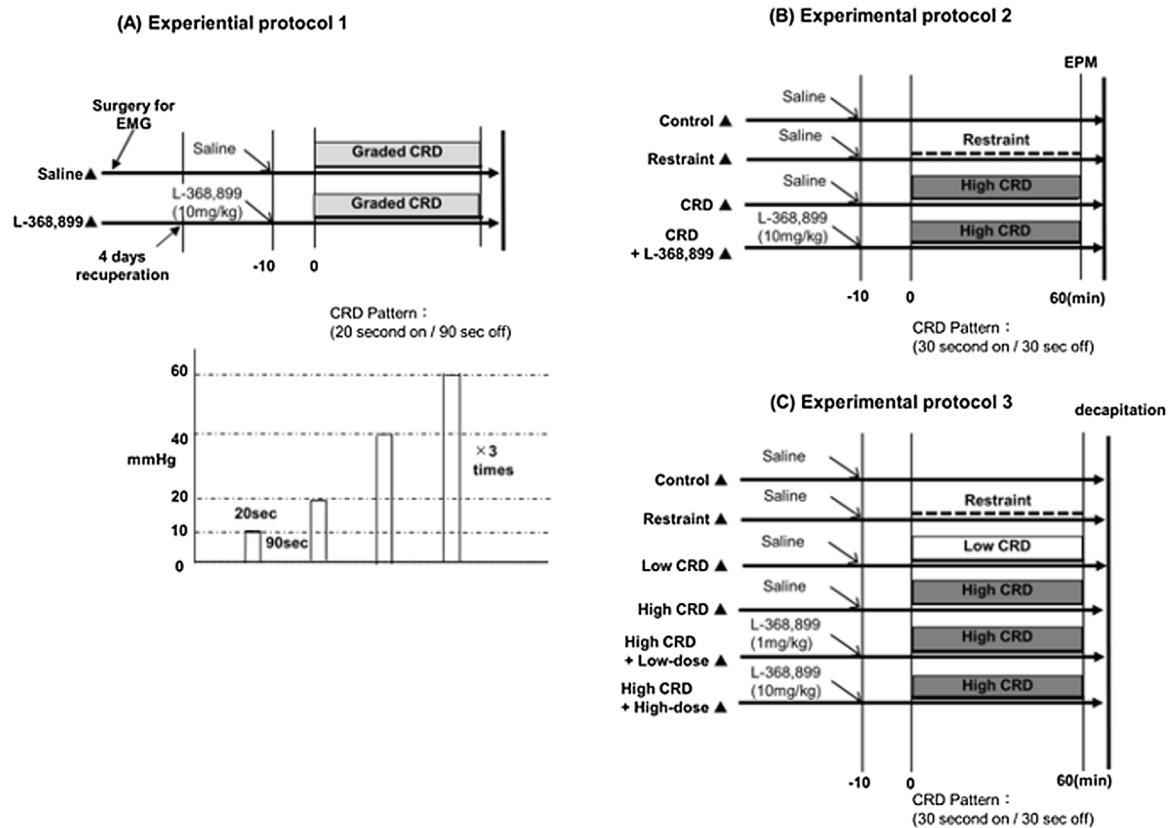 (A) Experiential protocol 1
Surgery for
EMG
Saline
Graded CRD
Saline▲
L-368,899
(10mg/kg)
Graded CRD
L-368,899▲
4 days
recuperation
-10
0
CRD Pattern：
(20 second on / 90 sec off)
60
40
mmHg
×3
times
20
20sec
10
90sec
0
(B) Experimental protocol 2
EPM
Saline
Control ▲
Saline
Restraint
Restraint ▲
Saline
High CRD
CRD ▲
L-368,899
(10mg/kg)
High CRD
CRD
+ L-368,899 ▲
-10
0
60(min)
CRD Pattern：
(30 second on / 30 sec off)
(C) Experimental protocol 3
decapitation
Saline
Control ▲
Saline
Restraint
Restraint ▲
Saline
Low CRD
Low CRD ▲
Saline
High CRD
High CRD ▲
L-368,899
(1mg/kg)
High CRD
High CRD
+ Low-dose ▲
L-368,899
(10mg/kg)
High CRD
High CRD
+ High-dose ▲
-10
0
60(min)
CRD Pattern：
(30 second on / 30 sec off)